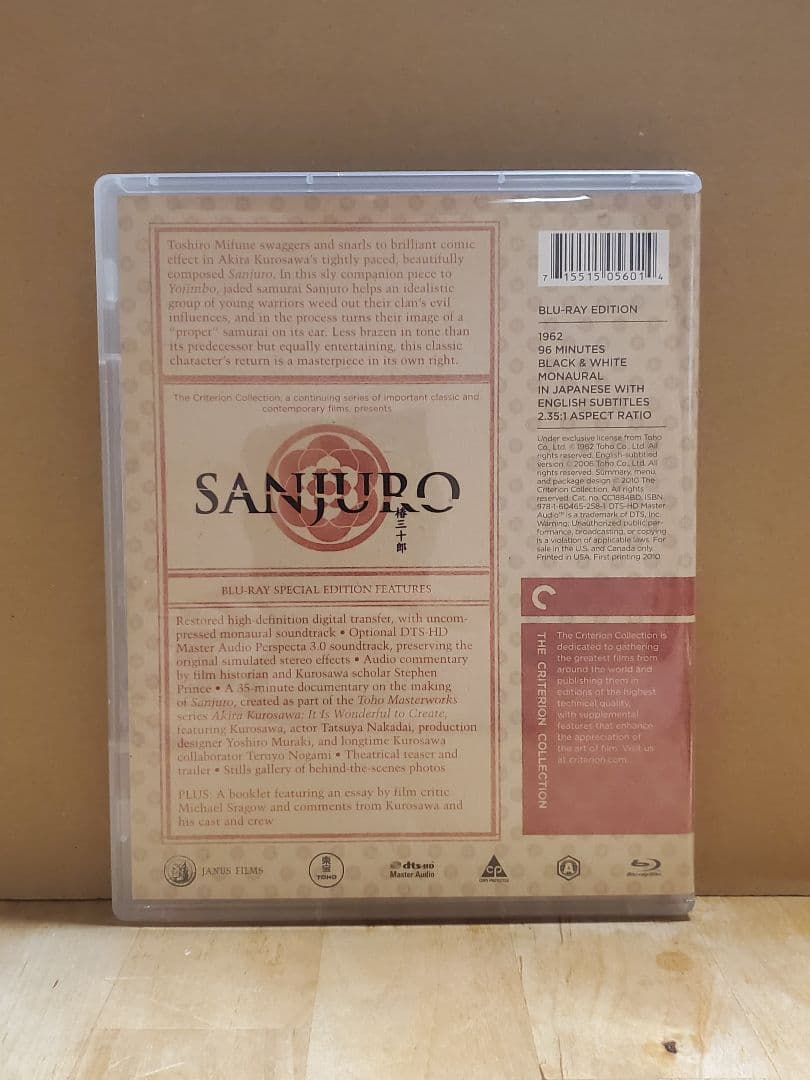 Toshiro Mifune swaggers and snarls to brilliant comic
effect in Akira Kurosawa's tightly paced, beautifully
composed Sanjuro. In this sly companion piece to
Yojimbo, jaded samurai Sanjuro helps an idealistic
group of young warriors weed out their clan's evil
influences, and in the process turns their image of a
"proper" samurai on its ear. Less brazen in tone than
its predecessor but equally entertaining, this classic
character's return is a masterpiece in its own right.
The Criterion Collection, a continuing series of important classic and
contemporary films, presents
SANJURO
椿三十郎
BLU-RAY SPECIAL EDITION FEATURES
Restored high-definition digital transfer, with uncom-
pressed monaural soundtrack • Optional DTS-HD
Master Audio Perspecta 3.0 soundtrack, preserving the
original simulated stereo effects • Audio commentary
by film historian and Kurosawa scholar Stephen
Prince • A 35-minute documentary on the making
of Sanjuro, created as part of the Toho Masterworks
series Akira Kurosawa: It Is Wonderful to Create,
featuring Kurosawa, actor Tatsuya Nakadai, production
designer Yoshiro Muraki, and longtime Kurosawa
collaborator Teruyo Nogami • Theatrical teaser and
trailer • Stills gallery of behind-the-scenes photos
PLUS: A booklet featuring an essay by film critic
Michael Sragow and comments from Kurosawa and
his cast and crew
7 15515 05601 4
BLU-RAY EDITION
1962
96 MINUTES
BLACK & WHITE
MONAURAL
IN JAPANESE WITH
ENGLISH SUBTITLES
2.35:1 ASPECT RATIO
Under exclusive license from Toho
Co., Ltd. © 1962 Toho Co., Ltd. All
rights reserved. English-subtitled
version © 2006 Toho Co., Ltd. All
rights reserved. Summary, menu,
and package design © 2010 The
Criterion Collection. All rights
reserved. Cat. no. CC1884BD. ISBN
978-1-60465-258-1. DTS-HD Master
Audio™ is a trademark of DTS, Inc.
Warning: Unauthorized public per-
formance, broadcasting, or copying
is a violation of applicable laws. For
sale in the U.S. and Canada only.
Printed in USA. First printing 2010.
C
THE CRITERION COLLECTION
The Criterion Collection is
dedicated to gathering
the greatest films from
around the world and
publishing them in
editions of the highest
technical quality,
with supplemental
features that enhance
the appreciation of
the art of film. Visit us
at criterion.com.
JANUS FILMS
東宝
TOHO
dts-HD
Master Audio
CP
COPY PROTECTED
A
Blu-ray Disc